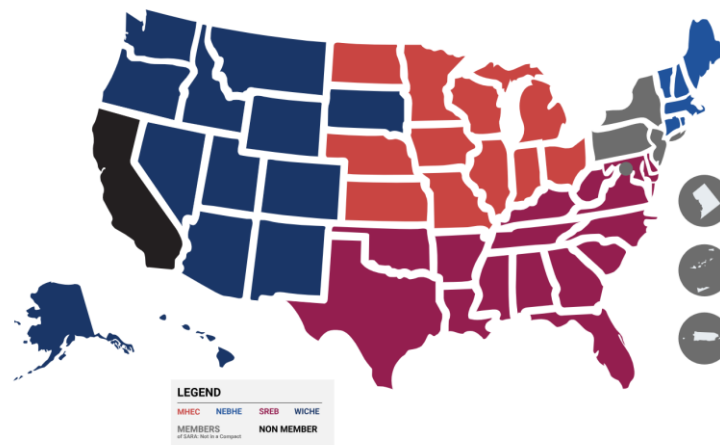 LEGEND
MHEC NEBHE SREB WICHE
MEMBERS NON MEMBER
of SARA: Not In a Compact